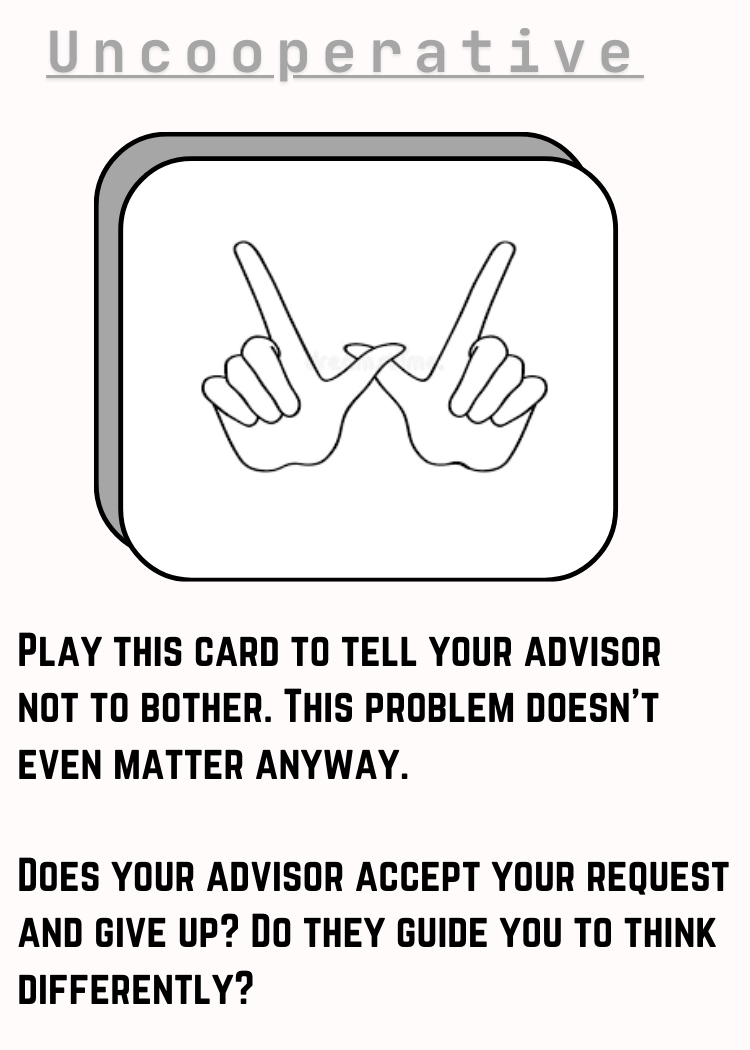 Uncooperative
Play this card to tell your advisor
not to bother. This problem doesn't
even matter anyway.
Does your advisor accept your request
and give up? Do they guide you to think
differently?